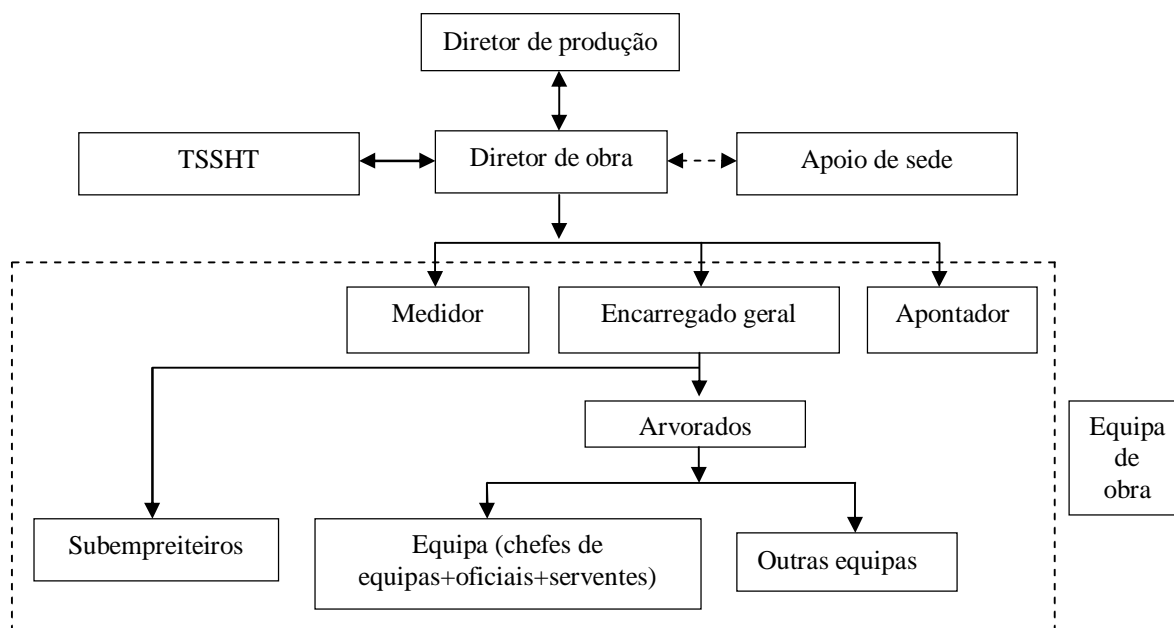 Diretor de produção
TSSHT
Diretor de obra
Apoio de sede
Medidor
Encarregado geral
Apontador
Arvorados
Equipa
de
obra
Subempreiteiros
Equipa (chefes de
equipas+oficiais+serventes)
Outras equipas